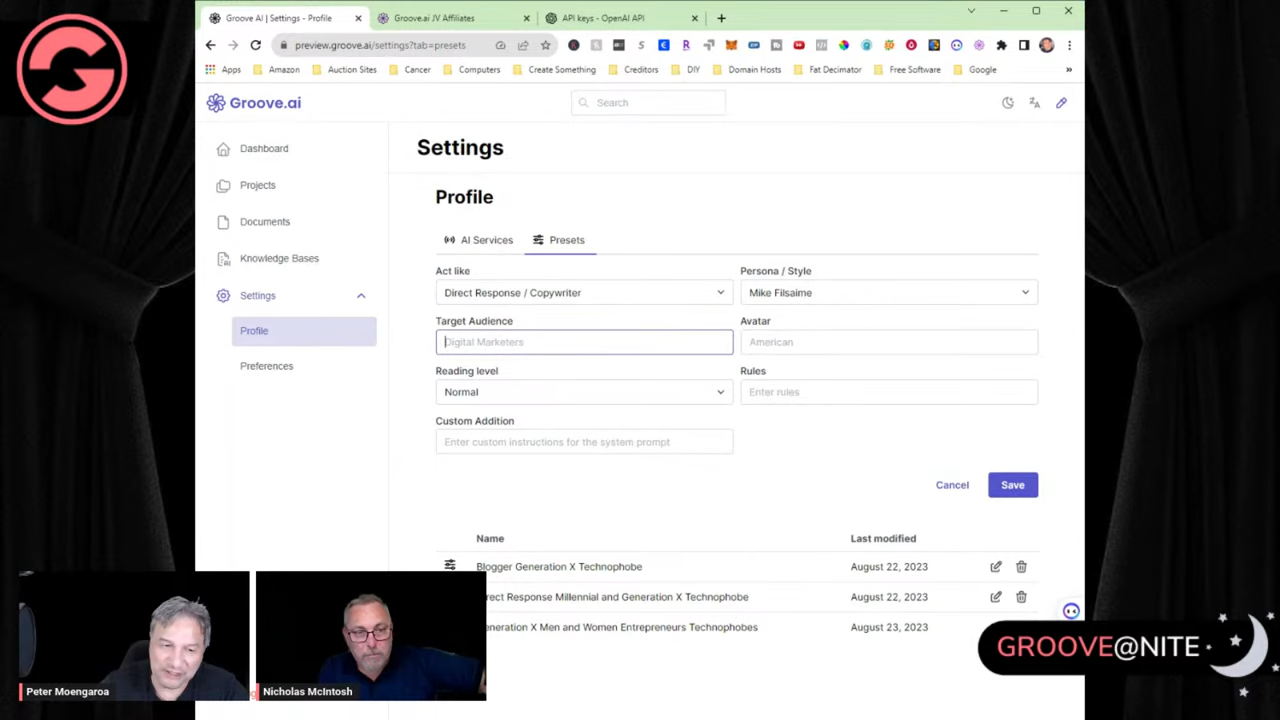 Groove AI | Settings - Profile
Groove.ai JV Affiliates
API keys - OpenAI API
preview.groove.ai/settings?tab=presets
Apps
Amazon
Auction Sites
Cancer
Computers
Create Something
Creditors
DIY
Domain Hosts
Fat Decimator
Free Software
Google
Groove.ai
Search
Dashboard
Projects
Documents
Knowledge Bases
Settings
Profile
Preferences
Settings
Profile
AI Services
Presets
Act like
Persona / Style
Direct Response / Copywriter
Mike Filsaime
Target Audience
Avatar
Digital Marketers
American
Reading level
Rules
Normal
Enter rules
Custom Addition
Enter custom instructions for the system prompt
Cancel
Save
Name
Last modified
Blogger Generation X Technophobe
August 22, 2023
rect Response Millennial and Generation X Technophobe
August 22, 2023
eneration X Men and Women Entrepreneurs Technophobes
August 23, 2023
Peter Moengaroa
Nicholas McIntosh
GROOVE@NITE